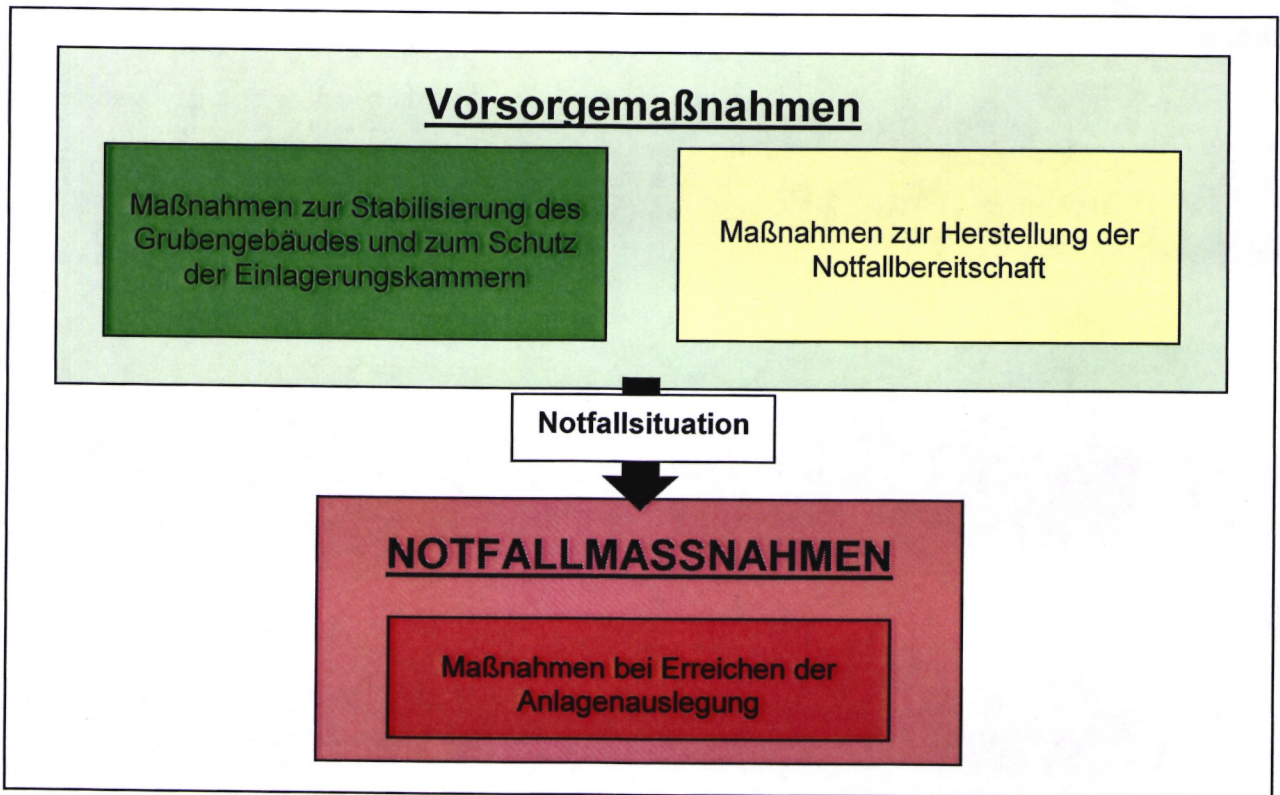 Vorsorgemaßnahmen
Maßnahmen zur Stabilisierung des
Grubengebäudes und zum Schutz
der Einlagerungskammern
Maßnahmen zur Herstellung der
Notfallbereitschaft
Notfallsituation
NOTFALLMASSNAHMEN
Maßnahmen bei Erreichen der
Anlagenauslegung